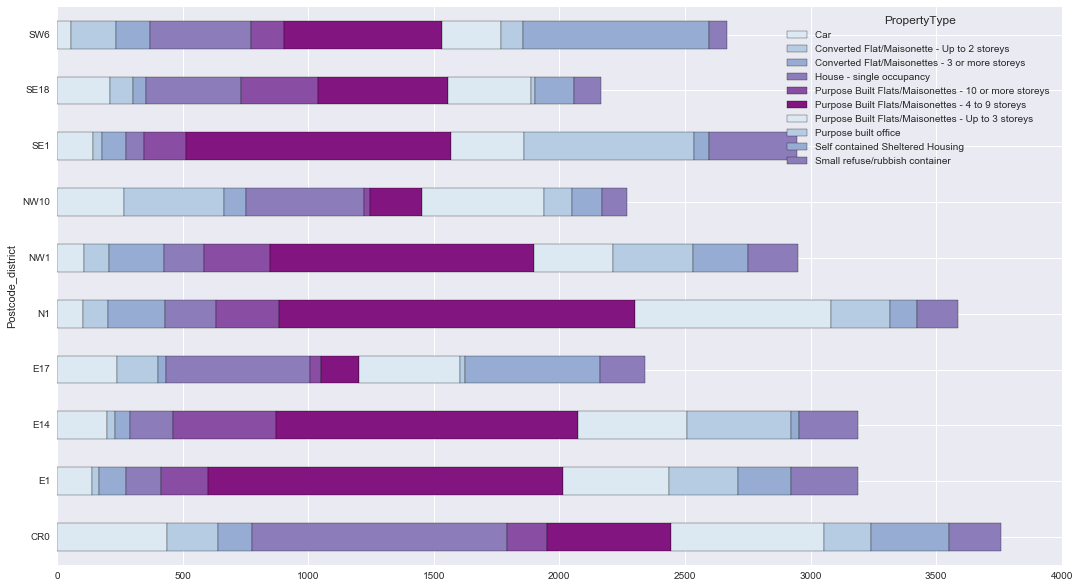 PropertyType
Car
Converted Flat/Maisonette - Up to 2 storeys
Converted Flat/Maisonettes - 3 or more storeys
House - single occupancy
Purpose Built Flats/Maisonettes - 10 or more storeys
Purpose Built Flats/Maisonettes - 4 to 9 storeys
Purpose Built Flats/Maisonettes - Up to 3 storeys
Purpose built office
Self contained Sheltered Housing
Small refuse/rubbish container
Postcode_district
SW6
SE18
SE1
NW10
NW1
N1
E17
E14
E1
CR0
0 500 1000 1500 2000 2500 3000 3500 4000